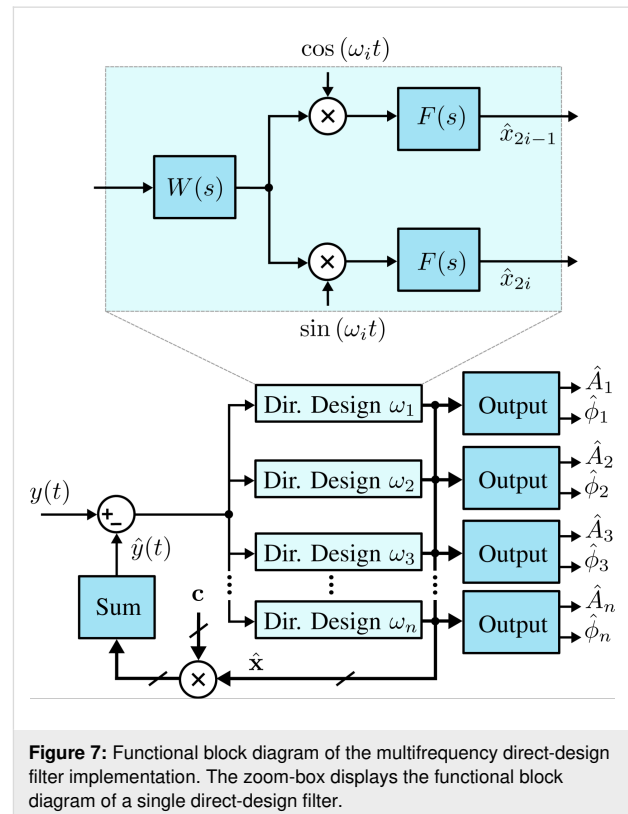 cos (ωᵢt)
F(s)
x̂₂ᵢ₋₁
W(s)
F(s)
x̂₂ᵢ
sin (ωᵢt)
Dir. Design ω₁
Output
Â₁
ϕ̂₁
Dir. Design ω₂
Output
Â₂
ϕ̂₂
y(t)
+
−
ŷ(t)
Dir. Design ω₃
Output
Â₃
ϕ̂₃
Sum
c
Dir. Design ωₙ
Output
Âₙ
ϕ̂ₙ
x̂
Figure 7: Functional block diagram of the multifrequency direct-design
filter implementation. The zoom-box displays the functional block
diagram of a single direct-design filter.